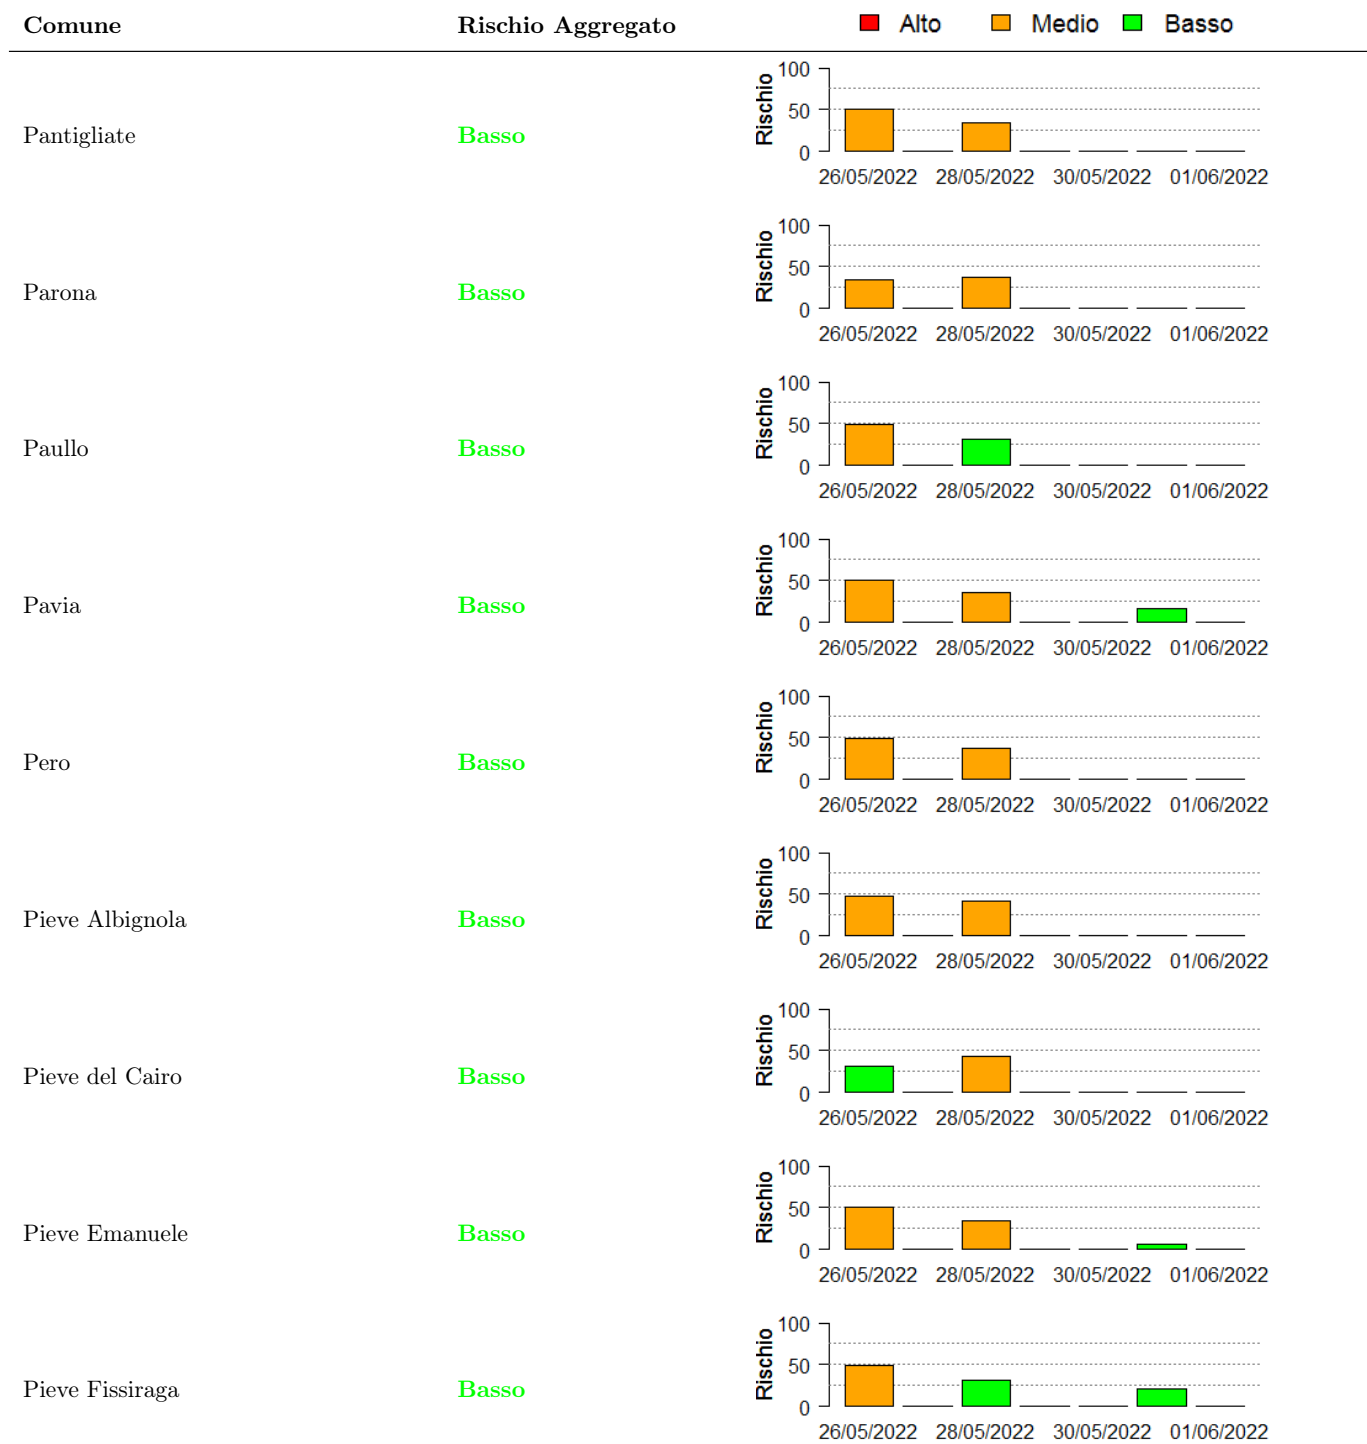 Comune Rischio Aggregato Alto Medio Basso
100
50
0
Rischio
Pantigliate Basso
26/05/2022 28/05/2022 30/05/2022 01/06/2022
100
50
0
Rischio
Parona Basso
26/05/2022 28/05/2022 30/05/2022 01/06/2022
100
50
0
Rischio
Paullo Basso
26/05/2022 28/05/2022 30/05/2022 01/06/2022
100
50
0
Rischio
Pavia Basso
26/05/2022 28/05/2022 30/05/2022 01/06/2022
100
50
0
Rischio
Pero Basso
26/05/2022 28/05/2022 30/05/2022 01/06/2022
100
50
0
Rischio
Pieve Albignola Basso
26/05/2022 28/05/2022 30/05/2022 01/06/2022
100
50
0
Rischio
Pieve del Cairo Basso
26/05/2022 28/05/2022 30/05/2022 01/06/2022
100
50
0
Rischio
Pieve Emanuele Basso
26/05/2022 28/05/2022 30/05/2022 01/06/2022
100
50
0
Rischio
Pieve Fissiraga Basso
26/05/2022 28/05/2022 30/05/2022 01/06/2022